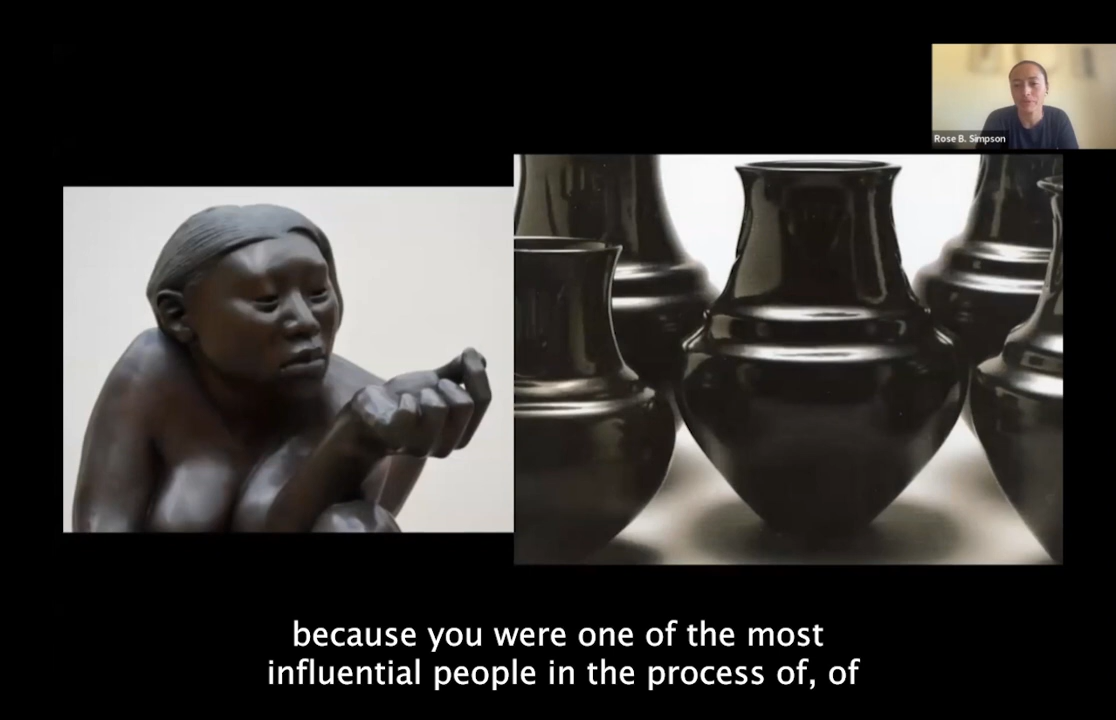 Rose B. Simpson
because you were one of the most
influential people in the process of, of